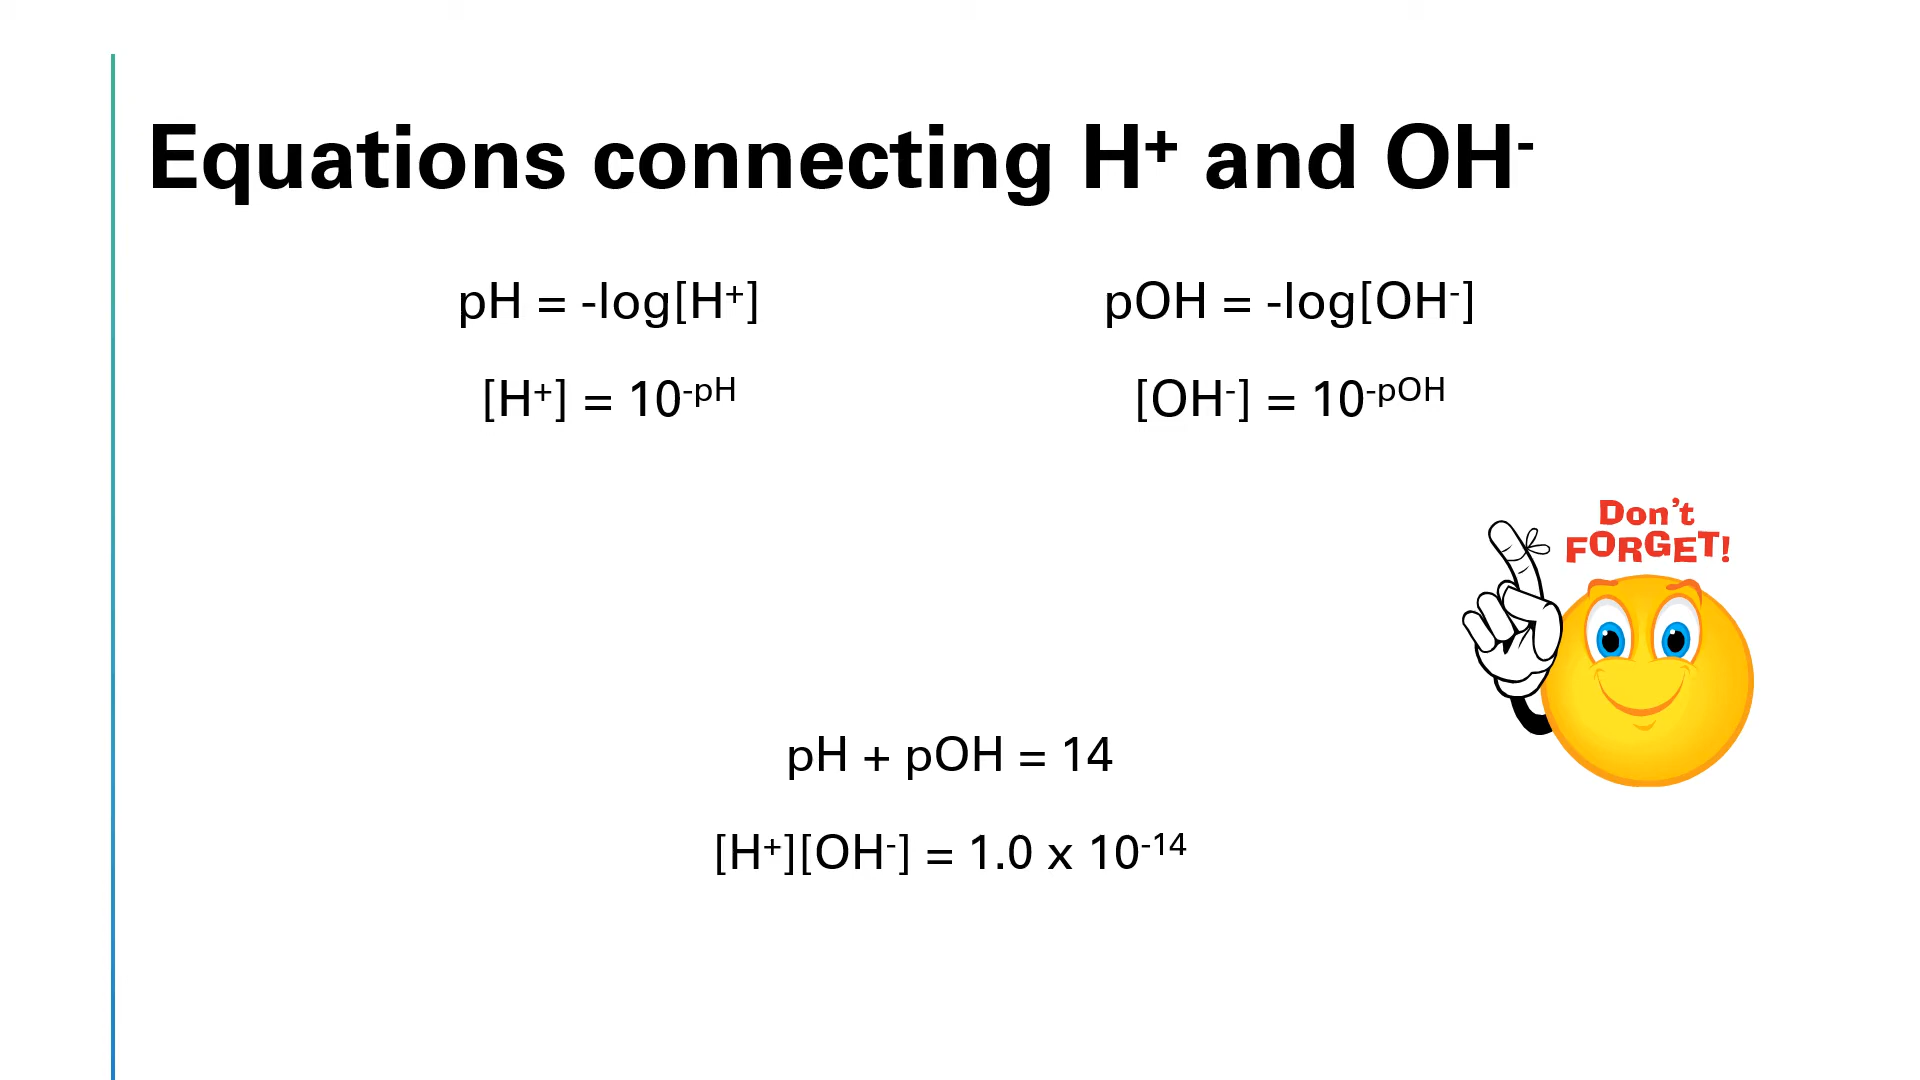 Equations connecting H⁺ and OH⁻
pH = -log[H⁺]
pOH = -log[OH⁻]
[H⁺] = 10⁻ᵖᴴ
[OH⁻] = 10⁻ᵖᴼᴴ
Don't
FORGET!
pH + pOH = 14
[H⁺][OH⁻] = 1.0 x 10⁻¹⁴